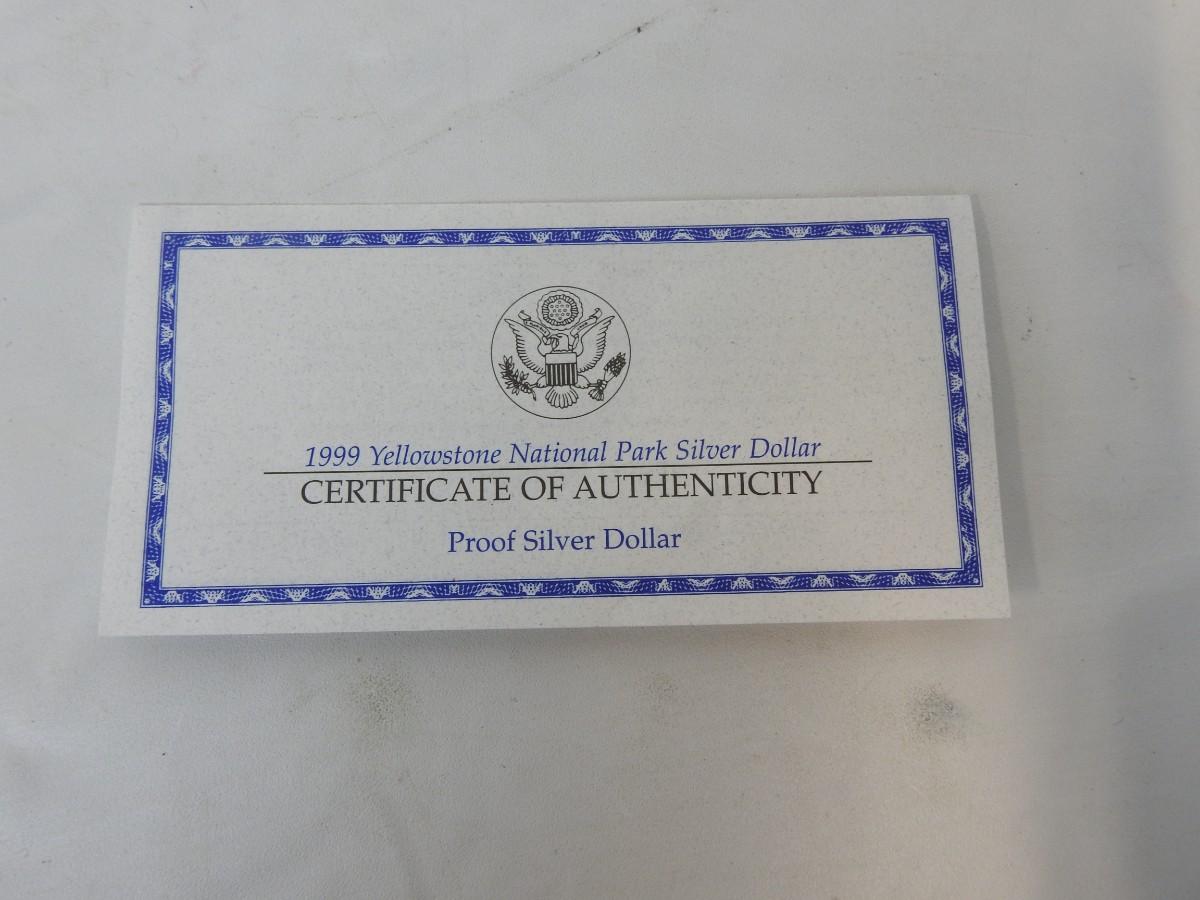 1999 Yellowstone National Park Silver Dollar
CERTIFICATE OF AUTHENTICITY
Proof Silver Dollar